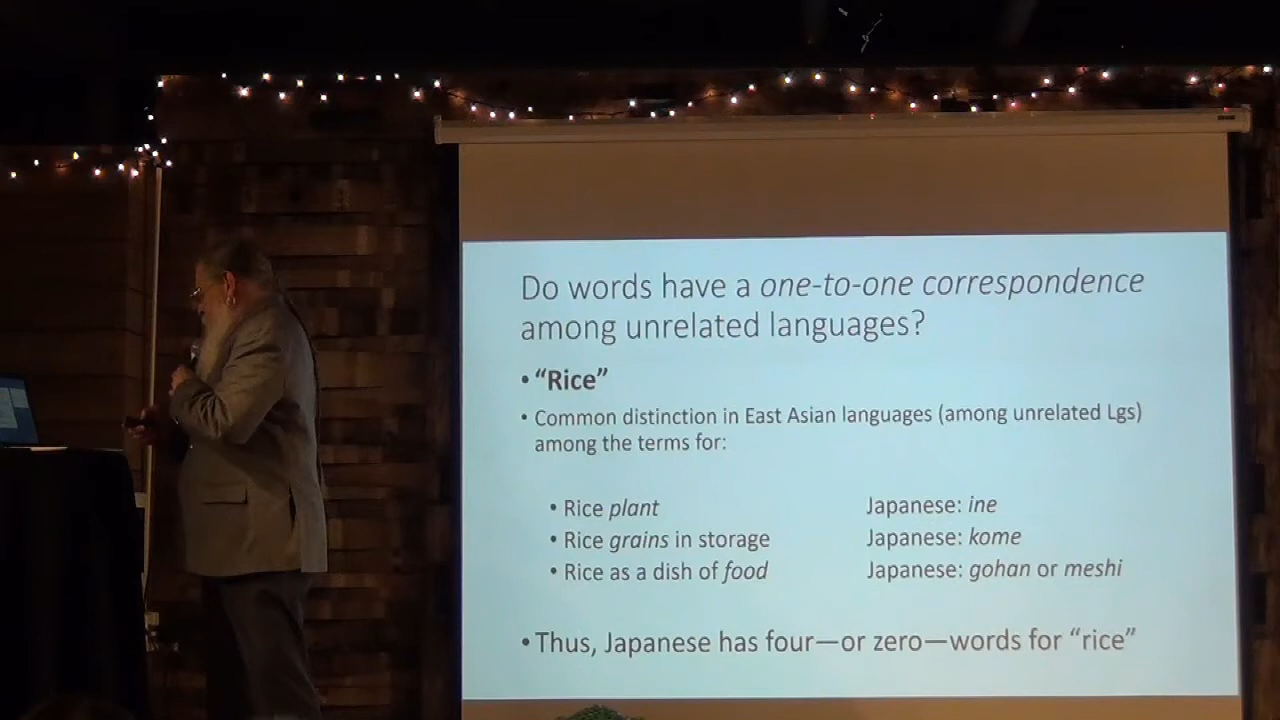 Do words have a one-to-one correspondence
among unrelated languages?
• “Rice”
• Common distinction in East Asian languages (among unrelated Lgs)
among the terms for:
• Rice plant Japanese: ine
• Rice grains in storage Japanese: kome
• Rice as a dish of food Japanese: gohan or meshi
• Thus, Japanese has four—or zero—words for “rice”